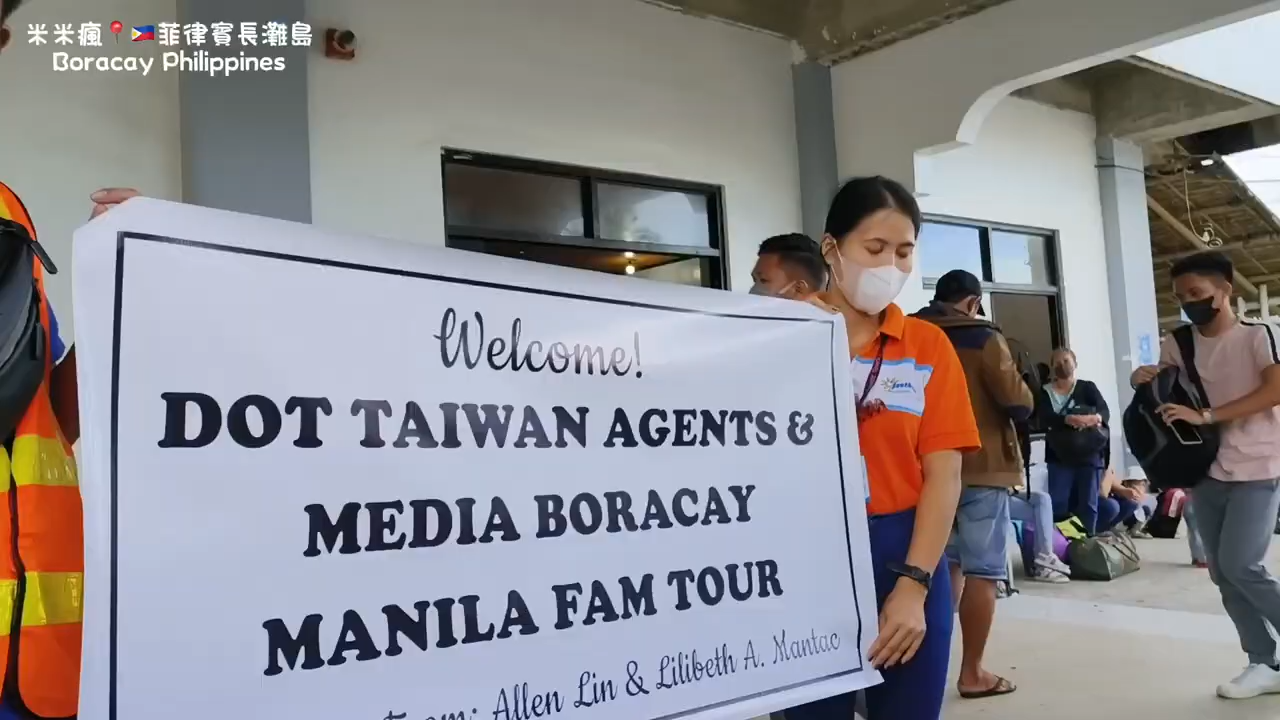 米米瘋📍🇵🇭菲律賓長灘島
Boracay Philippines
Welcome!
DOT TAIWAN AGENTS &
MEDIA BORACAY
MANILA FAM TOUR
From: Allen Lin & Lilibeth A. Mantac